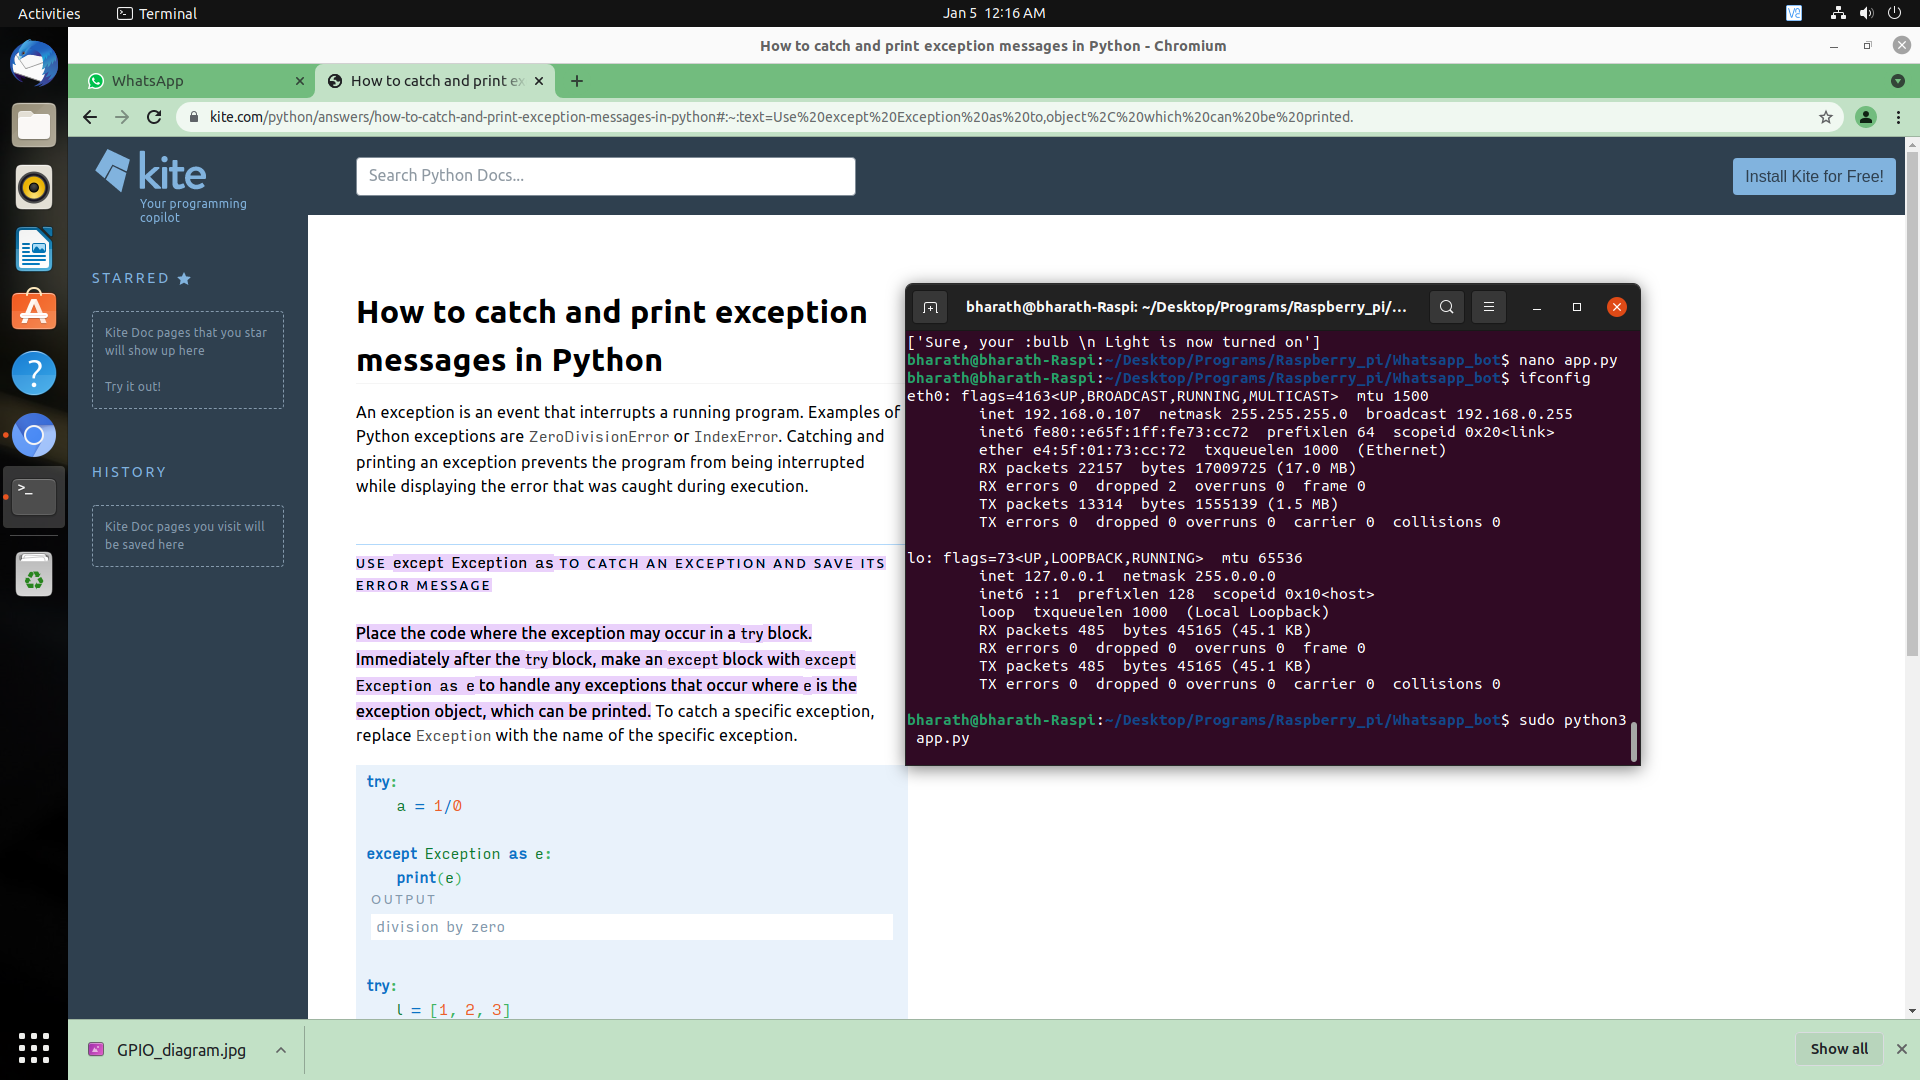 Activities
Terminal
Jan 5 12:16 AM
How to catch and print exception messages in Python - Chromium
WhatsApp
How to catch and print ex
kite.com/python/answers/how-to-catch-and-print-exception-messages-in-python#:~:text=Use%20except%20Exception%20as%20to,object%2C%20which%20can%20be%20printed.
kite
Your programming
copilot
Search Python Docs...
Install Kite for Free!
STARRED
Kite Doc pages that you star
will show up here
Try it out!
HISTORY
Kite Doc pages you visit will
be saved here
How to catch and print exception
messages in Python
An exception is an event that interrupts a running program. Examples of
Python exceptions are ZeroDivisionError or IndexError. Catching and
printing an exception prevents the program from being interrupted
while displaying the error that was caught during execution.
USE except Exception as TO CATCH AN EXCEPTION AND SAVE ITS
ERROR MESSAGE
Place the code where the exception may occur in a try block.
Immediately after the try block, make an except block with except
Exception as e to handle any exceptions that occur where e is the
exception object, which can be printed. To catch a specific exception,
replace Exception with the name of the specific exception.
try:
a = 1/0
except Exception as e:
print(e)
OUTPUT
division by zero
try:
l = [1, 2, 3]
bharath@bharath-Raspi: ~/Desktop/Programs/Raspberry_pi/...
['Sure, your :bulb \n Light is now turned on']
bharath@bharath-Raspi:~/Desktop/Programs/Raspberry_pi/Whatsapp_bot$ nano app.py
bharath@bharath-Raspi:~/Desktop/Programs/Raspberry_pi/Whatsapp_bot$ ifconfig
eth0: flags=4163<UP,BROADCAST,RUNNING,MULTICAST>  mtu 1500
inet 192.168.0.107  netmask 255.255.255.0  broadcast 192.168.0.255
inet6 fe80::e65f:1ff:fe73:cc72  prefixlen 64  scopeid 0x20<link>
ether e4:5f:01:73:cc:72  txqueuelen 1000  (Ethernet)
RX packets 22157  bytes 17009725 (17.0 MB)
RX errors 0  dropped 2  overruns 0  frame 0
TX packets 13314  bytes 1555139 (1.5 MB)
TX errors 0  dropped 0 overruns 0  carrier 0  collisions 0
lo: flags=73<UP,LOOPBACK,RUNNING>  mtu 65536
inet 127.0.0.1  netmask 255.0.0.0
inet6 ::1  prefixlen 128  scopeid 0x10<host>
loop  txqueuelen 1000  (Local Loopback)
RX packets 485  bytes 45165 (45.1 KB)
RX errors 0  dropped 0  overruns 0  frame 0
TX packets 485  bytes 45165 (45.1 KB)
TX errors 0  dropped 0 overruns 0  carrier 0  collisions 0
bharath@bharath-Raspi:~/Desktop/Programs/Raspberry_pi/Whatsapp_bot$ sudo python3
app.py
GPIO_diagram.jpg
Show all